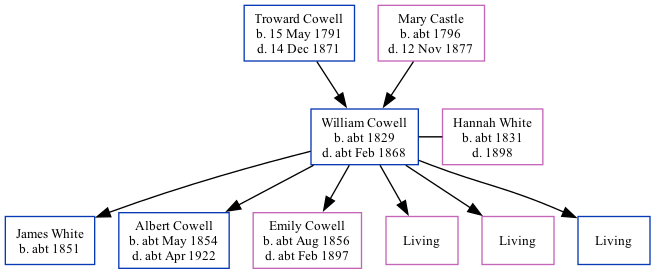 Troward Cowell
b. 15 May 1791
d. 14 Dec 1871
Mary Castle
b. abt 1796
d. 12 Nov 1877
William Cowell
b. abt 1829
d. abt Feb 1868
Hannah White
b. abt 1831
d. 1898
James White
b. abt 1851
Albert Cowell
b. abt May 1854
d. abt Apr 1922
Emily Cowell
b. abt Aug 1856
d. abt Feb 1897
Living
Living
Living